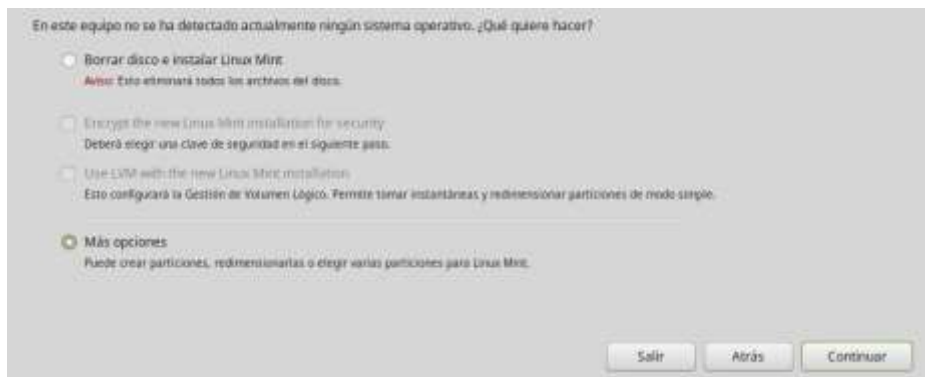 En este equipo no se ha detectado actualmente ningún sistema operativo. ¿Qué quiere hacer?
Borrar disco e instalar Linux Mint
Aviso: Esto eliminará todos los archivos del disco.
Encrypt the new Linux Mint installation for security
Deberá elegir una clave de seguridad en el siguiente paso.
Use LVM with the new Linux Mint installation
Esto configurará la Gestión de Volumen Lógico. Permite tomar instantáneas y redimensionar particiones de modo simple.
Más opciones
Puede crear particiones, redimensionarlas o elegir varias particiones para Linux Mint.
Salir
Atrás
Continuar